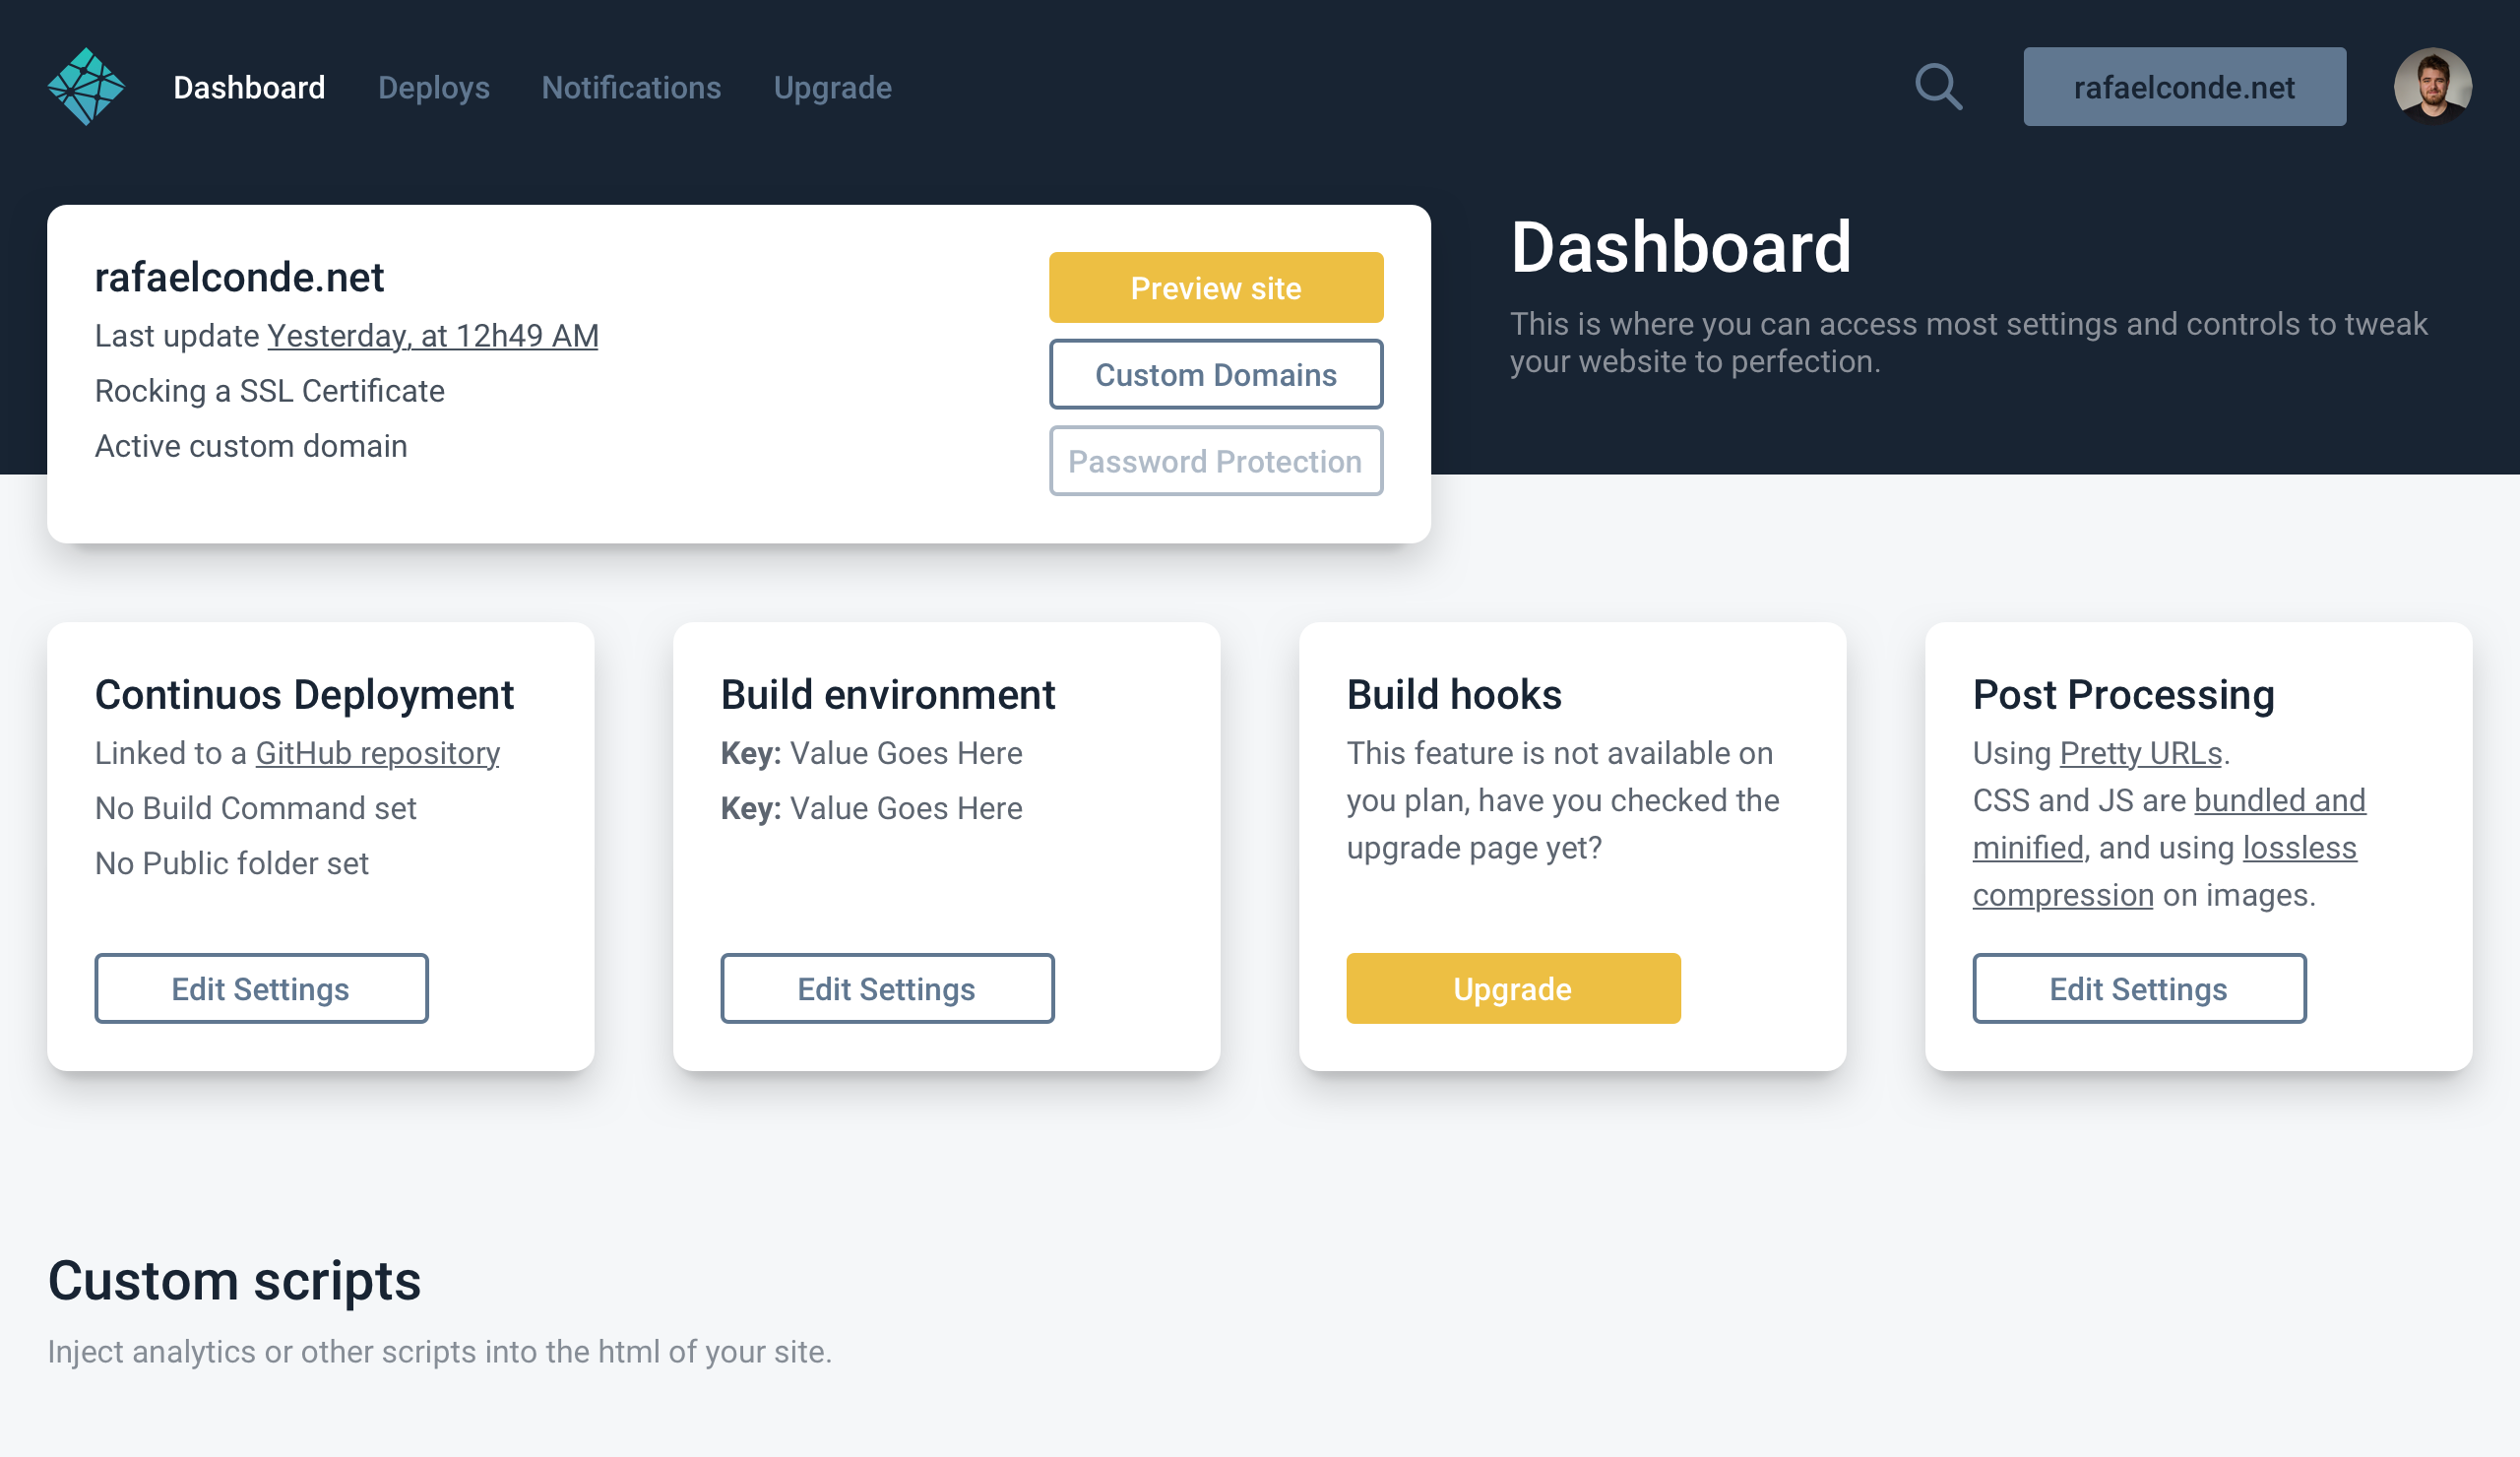 Dashboard Deploys Notifications Upgrade rafaelconde.net
rafaelconde.net
Last update Yesterday, at 12h49 AM
Rocking a SSL Certificate
Active custom domain
Preview site
Custom Domains
Password Protection
Dashboard
This is where you can access most settings and controls to tweak
your website to perfection.
Continuos Deployment
Linked to a GitHub repository
No Build Command set
No Public folder set
Edit Settings
Build environment
Key: Value Goes Here
Key: Value Goes Here
Edit Settings
Build hooks
This feature is not available on
you plan, have you checked the
upgrade page yet?
Upgrade
Post Processing
Using Pretty URLs.
CSS and JS are bundled and
minified, and using lossless
compression on images.
Edit Settings
Custom scripts
Inject analytics or other scripts into the html of your site.